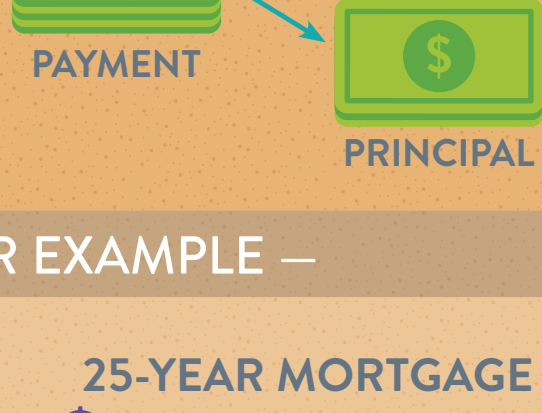 PAYMENT
$
PRINCIPAL
R EXAMPLE —
25-YEAR MORTGAGE